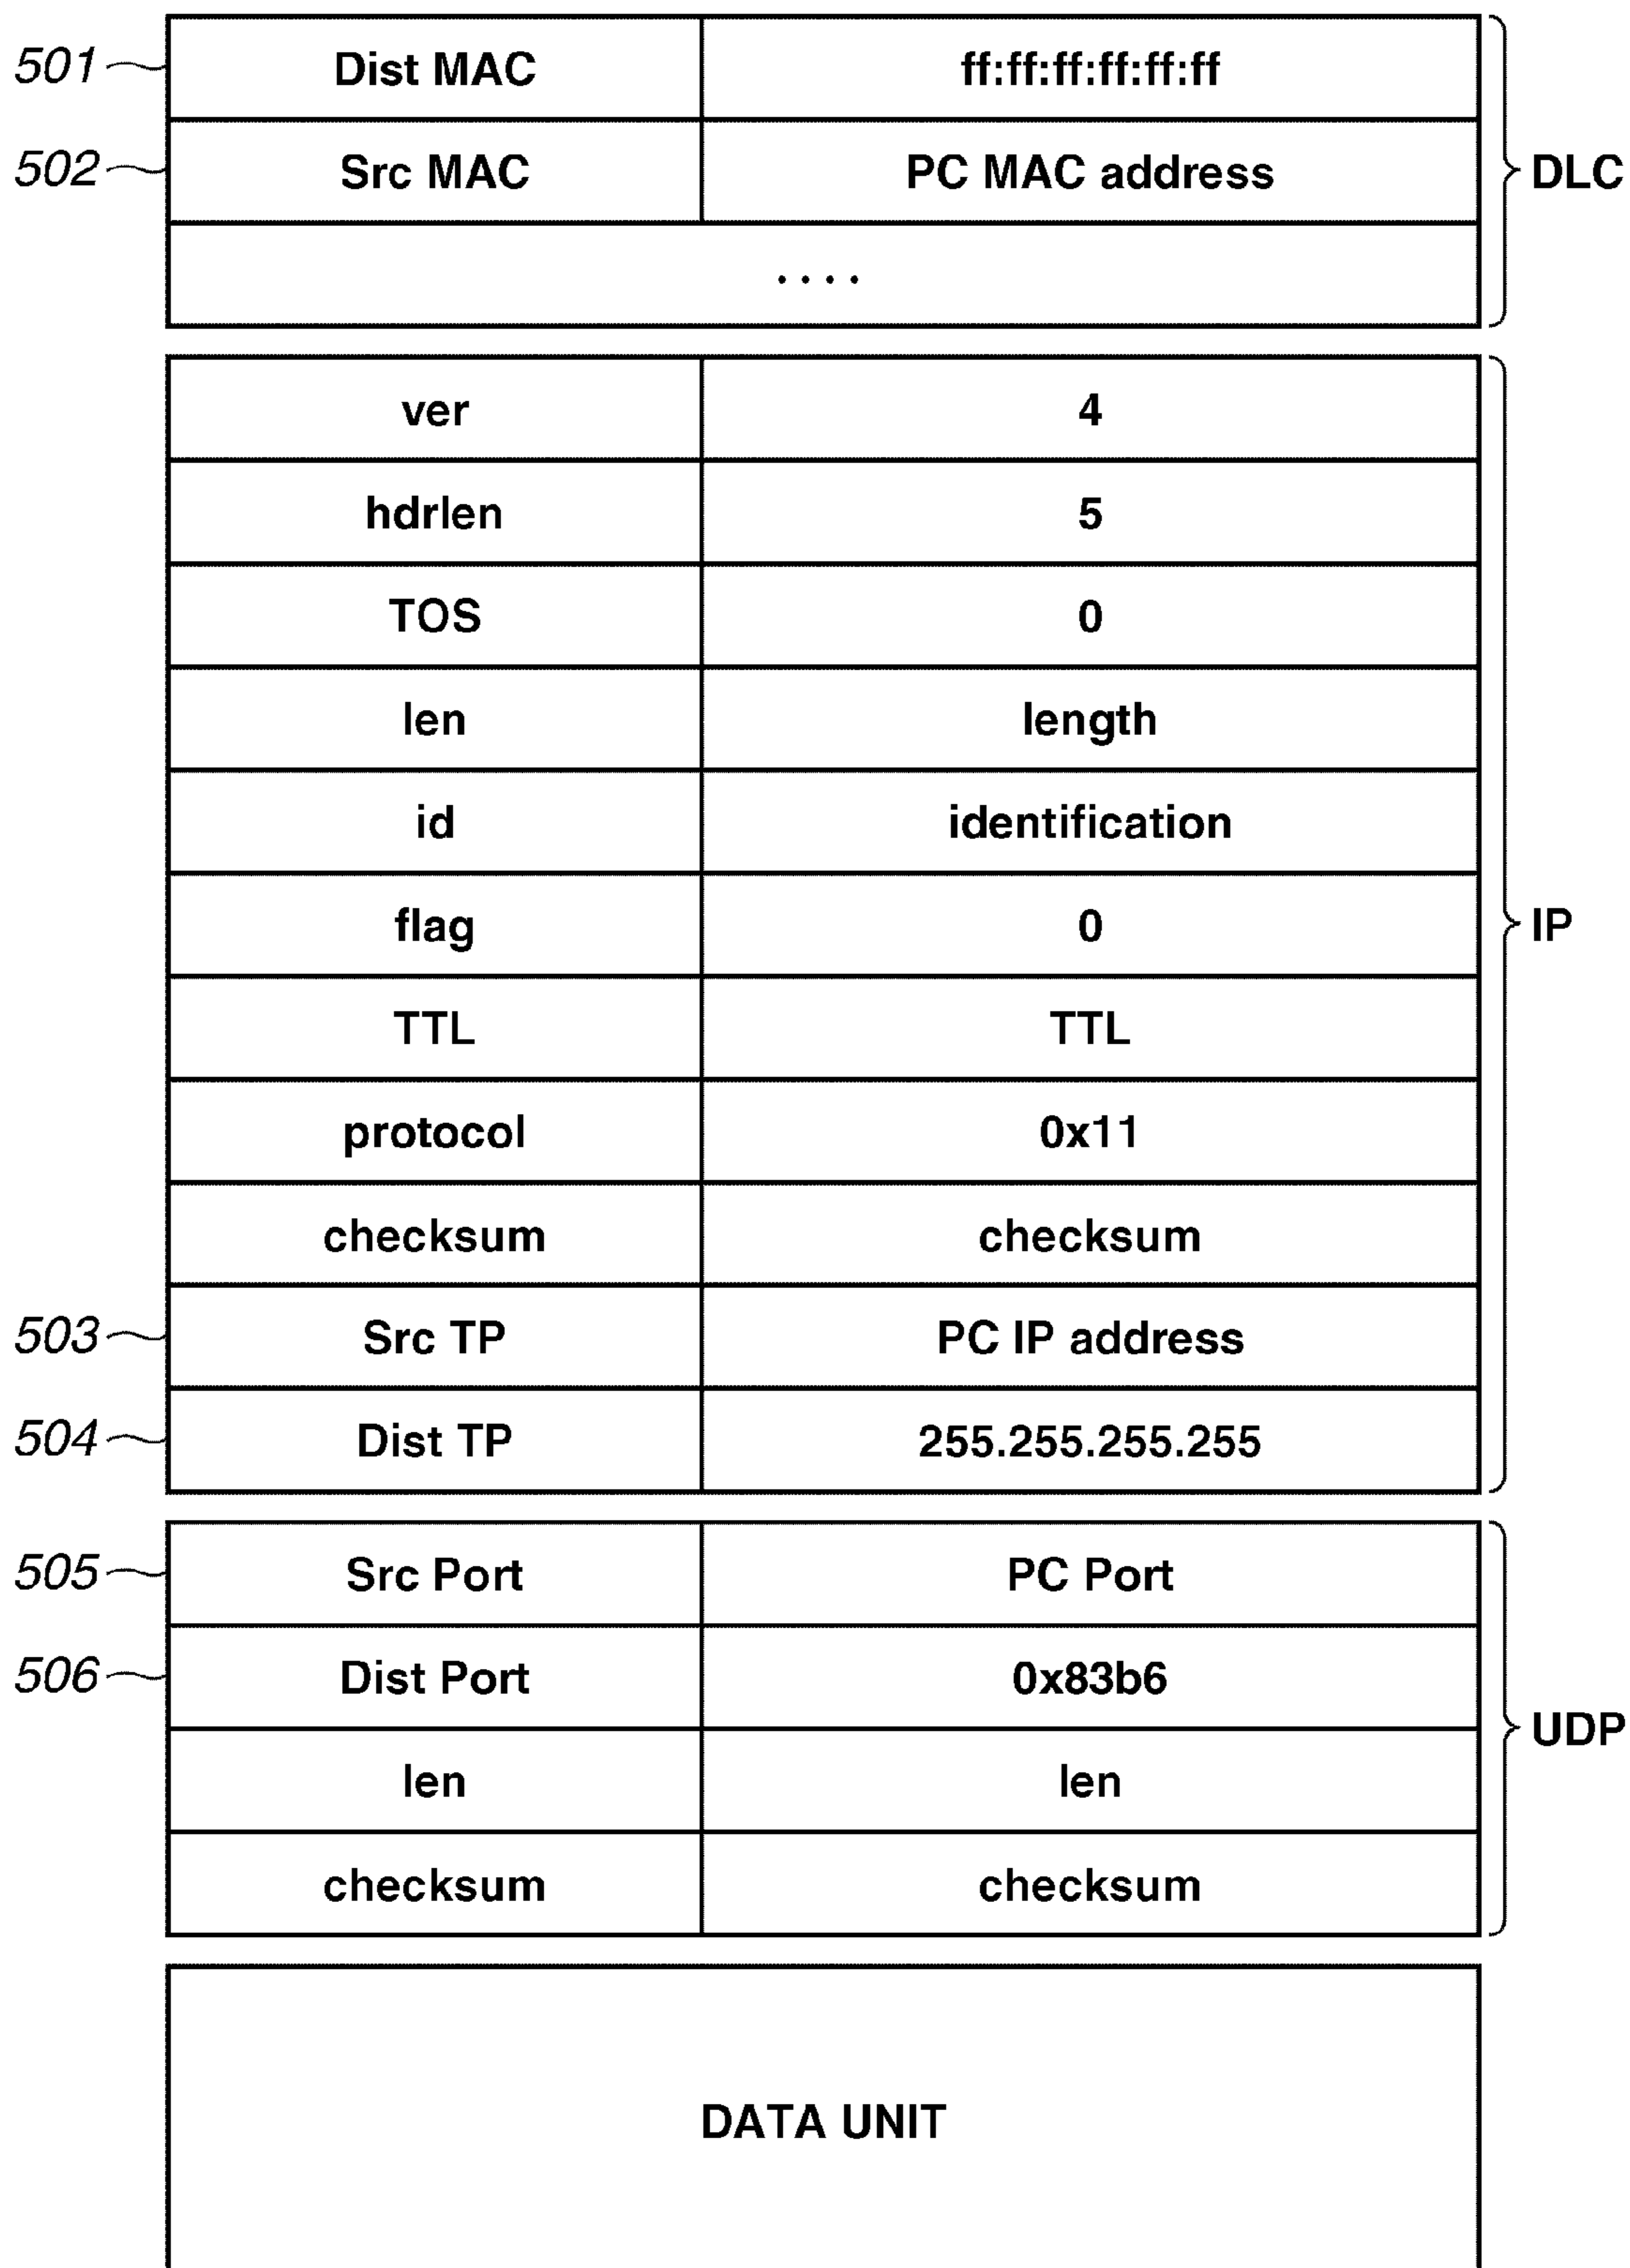 501 Dist MAC ff:ff:ff:ff:ff:ff
502 Src MAC PC MAC address DLC
....
ver 4
hdrlen 5
TOS 0
len length
id identification
flag 0 IP
TTL TTL
protocol 0x11
checksum checksum
503 Src TP PC IP address
504 Dist TP 255.255.255.255
505 Src Port PC Port
506 Dist Port 0x83b6
UDP
len len
checksum checksum
DATA UNIT